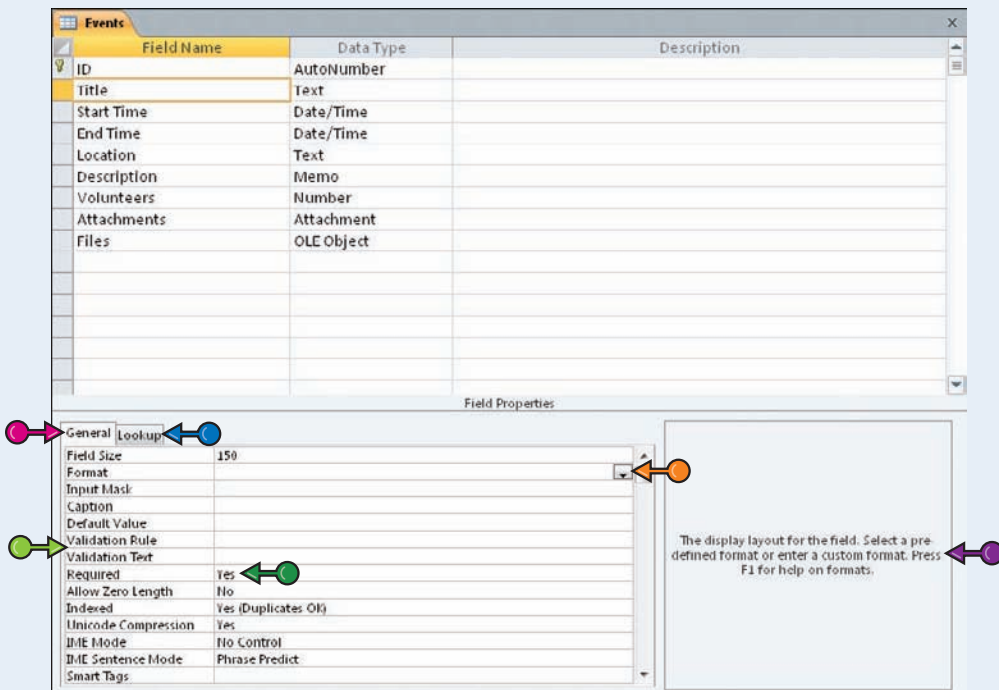 Events
Field Name Data Type Description
ID AutoNumber
Title Text
Start Time Date/Time
End Time Date/Time
Location Text
Description Memo
Volunteers Number
Attachments Attachment
Files OLE Object
Field Properties
General Lookup
Field Size 150
Format
Input Mask
Caption
Default Value
Validation Rule
Validation Text
Required Yes
Allow Zero Length No
Indexed Yes (Duplicates OK)
Unicode Compression Yes
IME Mode No Control
IME Sentence Mode Phrase Predict
Smart Tags
The display layout for the field. Select a pre-
defined format or enter a custom format. Press
F1 for help on formats.